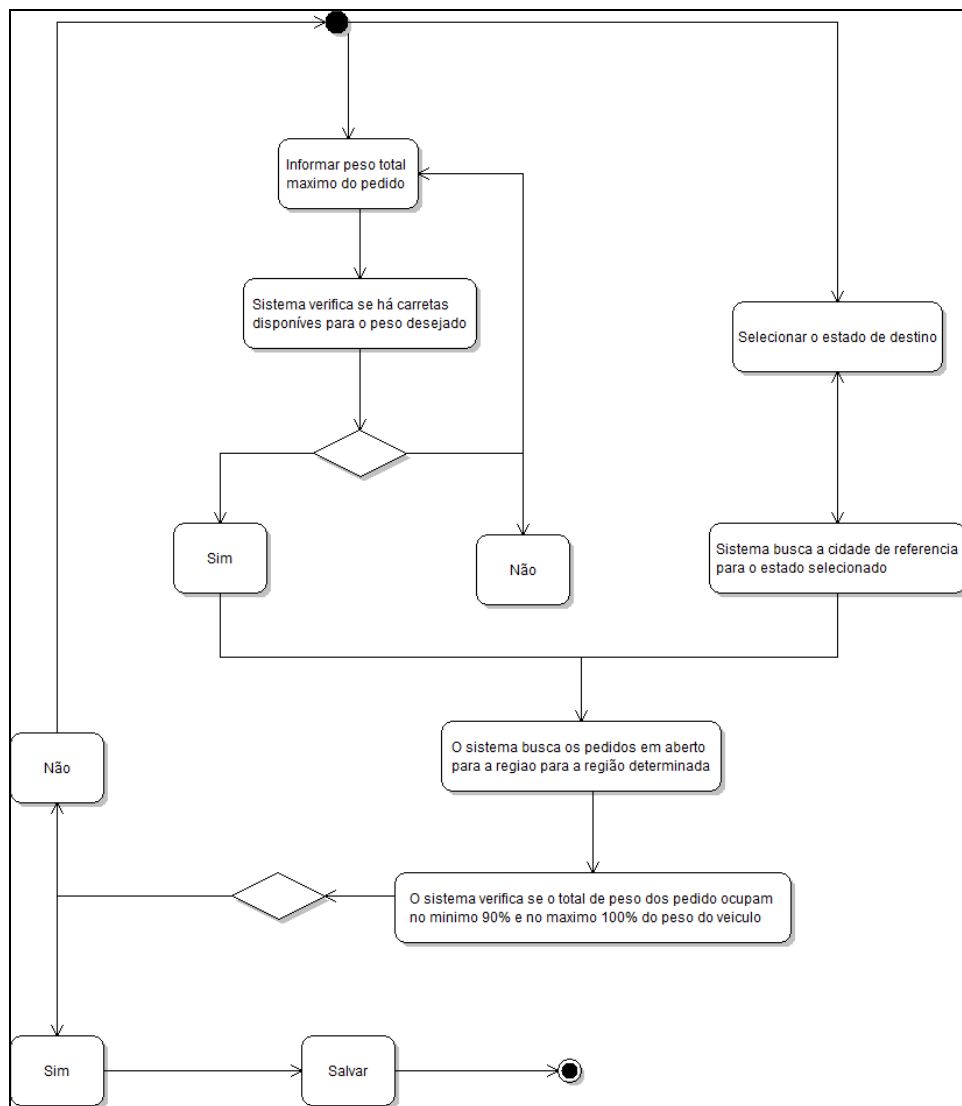 Informar peso total
maximo do pedido
Sistema verifica se há carretas
disponíves para o peso desejado
Selecionar o estado de destino
Sim
Não
Sistema busca a cidade de referencia
para o estado selecionado
O sistema busca os pedidos em aberto
para a regiao para a região determinada
Não
O sistema verifica se o total de peso dos pedido ocupam
no minimo 90% e no maximo 100% do peso do veiculo
Sim
Salvar